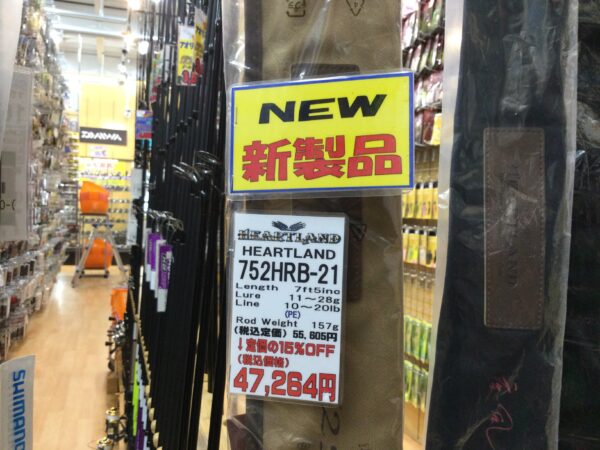 NEW
新製品
HEARTLAND
HEARTLAND
752HRB-21
Length 7ft5inc
Lure 11~28g
Line 10~20lb
(PE)
Rod Weight 157g
(税込定価) 55,605円
↓定価の15%OFF
(税込価格)
47,264円
DAIWA
SHIMANO